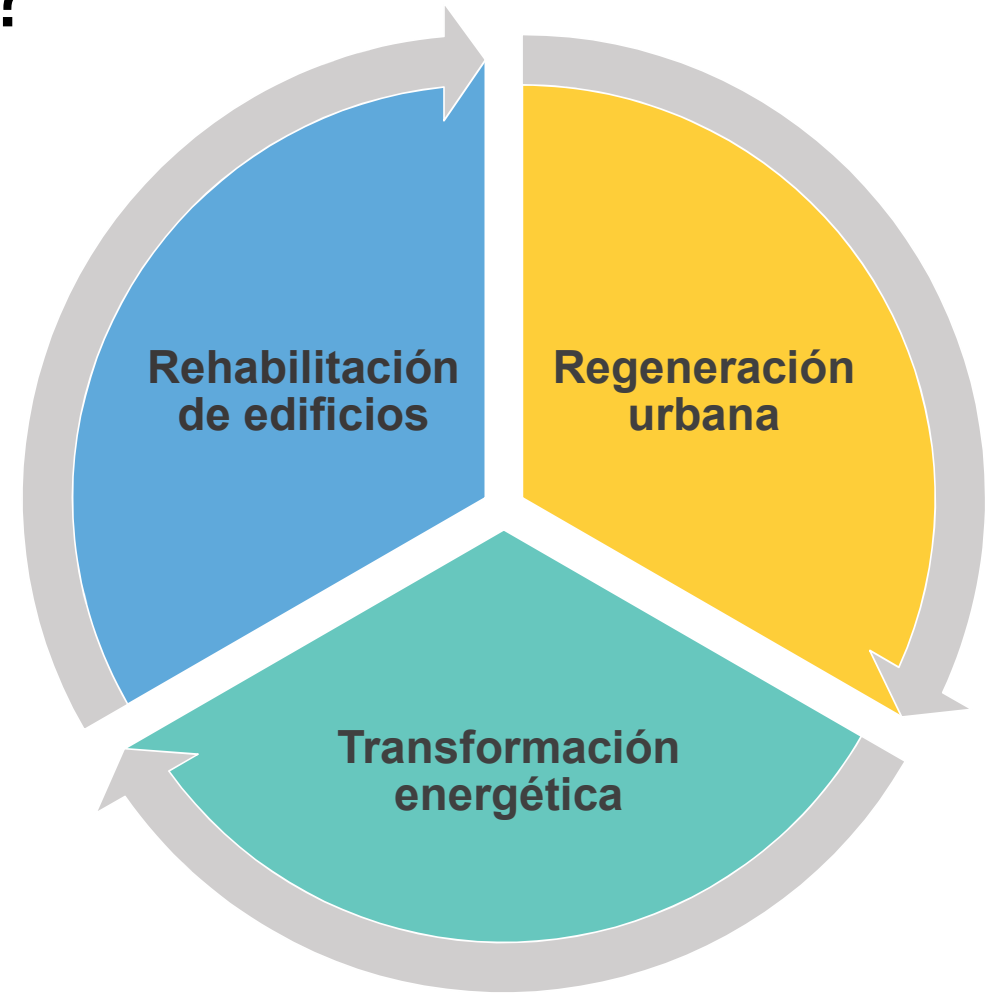 ?
Rehabilitación
de edificios
Regeneración
urbana
Transformación
energética